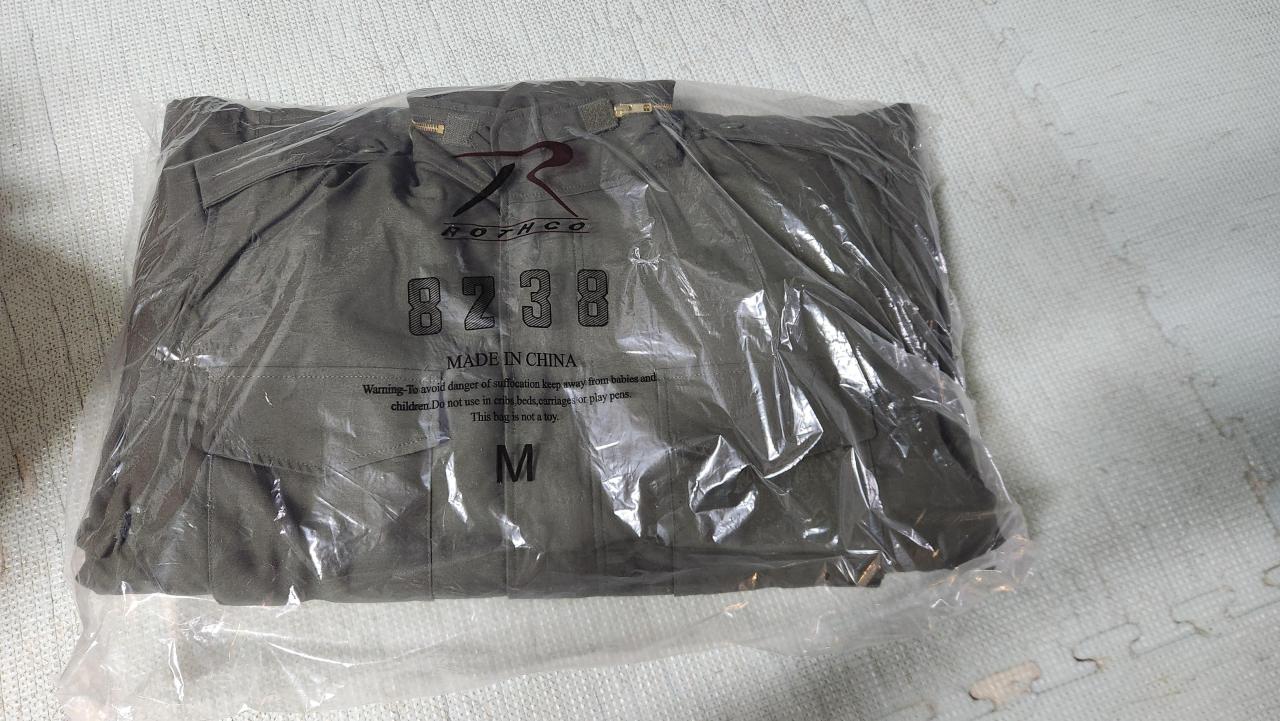 ROTHCO
8238
MADE IN CHINA
Warning-To avoid danger of suffocation keep away from babies and
children.Do not use in cribs,beds,carriages or play pens.
This bag is not a toy.
M